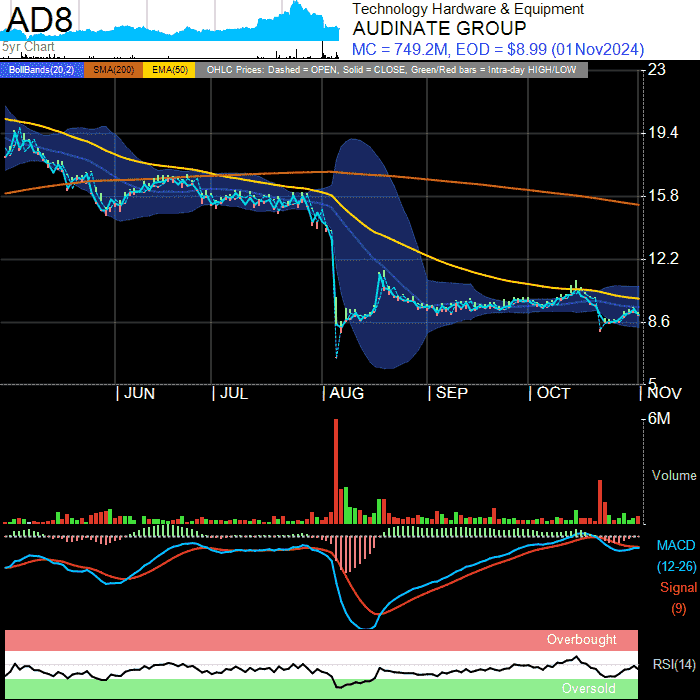 AD8
5yr Chart
Technology Hardware & Equipment
AUDINATE GROUP
MC = 749.2M, EOD = $8.99 (01Nov2024)
BollBands(20,2) SMA(200) EMA(50) OHLC Prices: Dashed = OPEN, Solid = CLOSE, Green/Red bars = Intra-day HIGH/LOW
23
19.4
15.8
12.2
8.6
5
JUN JUL AUG SEP OCT NOV
6M
Volume
MACD
(12-26)
Signal
(9)
Overbought
RSI(14)
Oversold